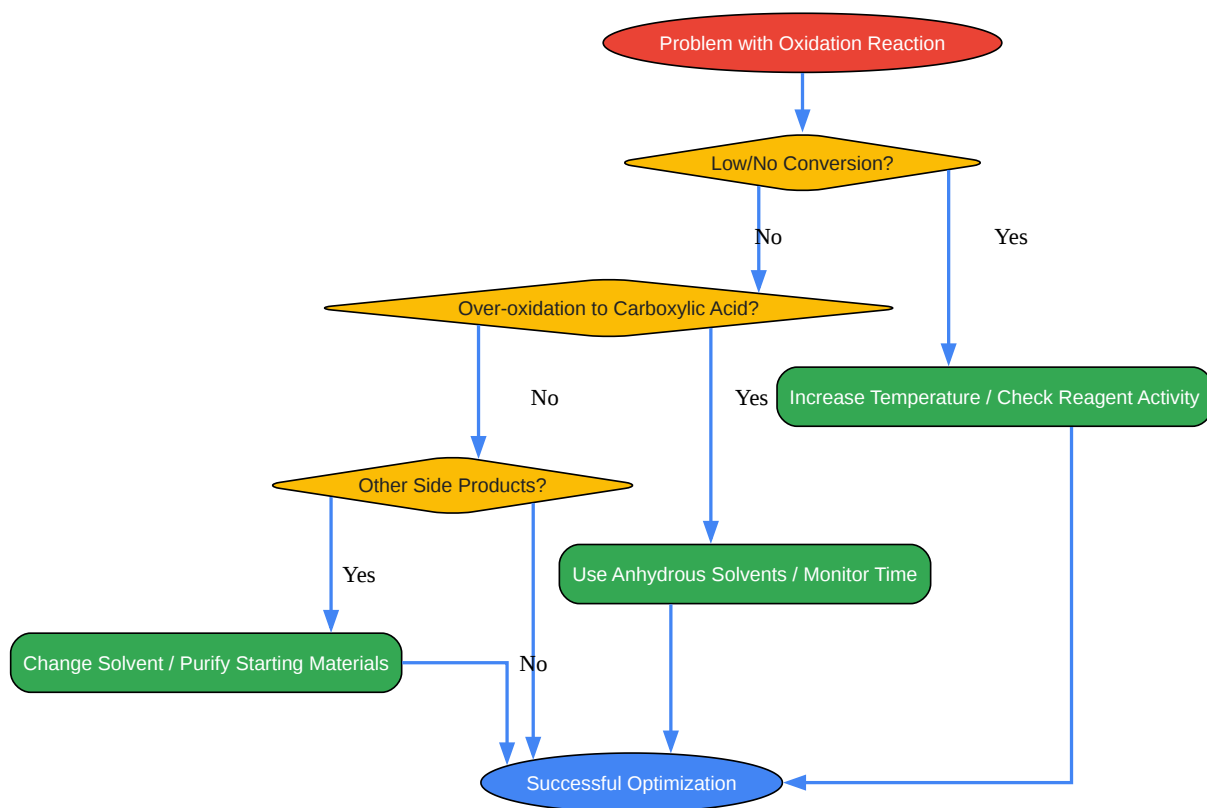 Problem with Oxidation Reaction
Low/No Conversion?
No
Yes
Over-oxidation to Carboxylic Acid?
No
Yes
Increase Temperature / Check Reagent Activity
Other Side Products?
Yes
Use Anhydrous Solvents / Monitor Time
Change Solvent / Purify Starting Materials
No
Successful Optimization